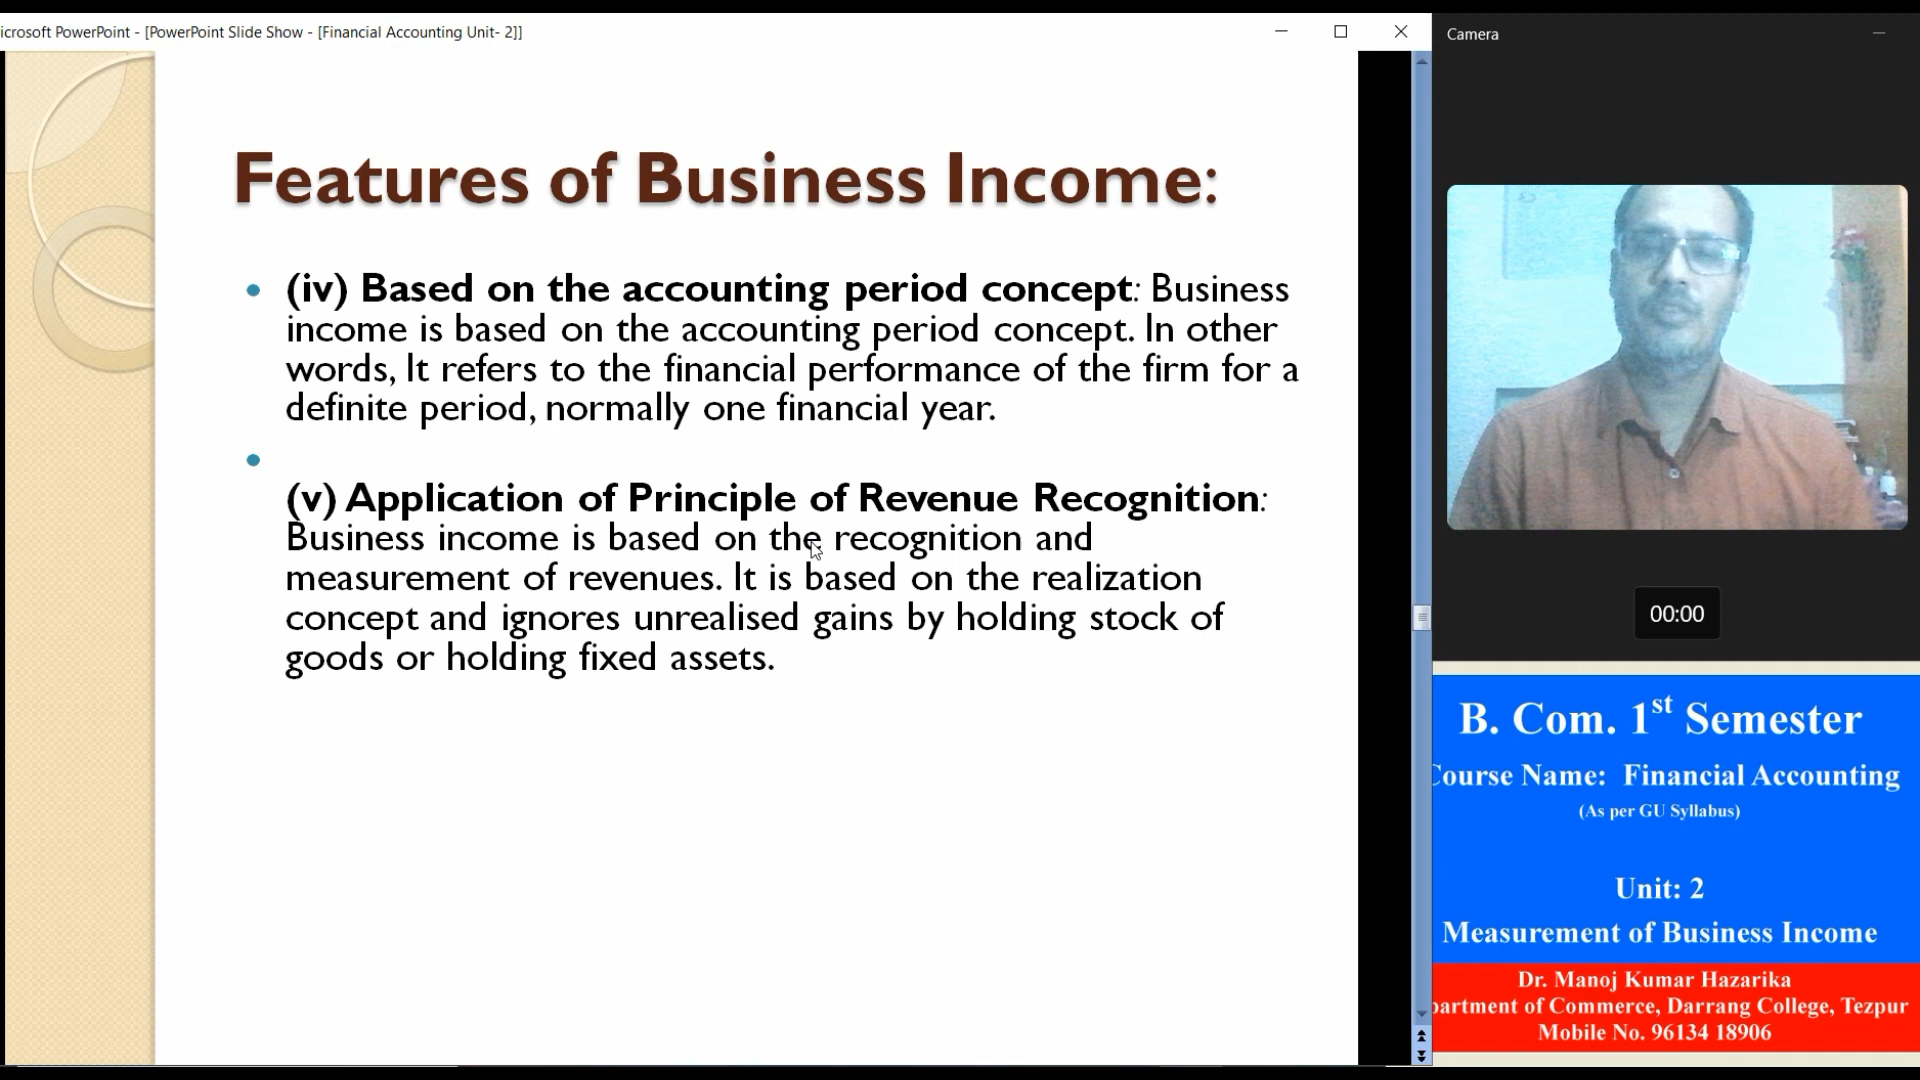 icrosoft PowerPoint - [PowerPoint Slide Show - [Financial Accounting Unit- 2]]
Camera
Features of Business Income:
• (iv) Based on the accounting period concept: Business
income is based on the accounting period concept. In other
words, It refers to the financial performance of the firm for a
definite period, normally one financial year.
•
(v) Application of Principle of Revenue Recognition:
Business income is based on the recognition and
measurement of revenues. It is based on the realization
concept and ignores unrealised gains by holding stock of
goods or holding fixed assets.
00:00
B. Com. 1st Semester
Course Name: Financial Accounting
(As per GU Syllabus)
Unit: 2
Measurement of Business Income
Dr. Manoj Kumar Hazarika
partment of Commerce, Darrang College, Tezpur
Mobile No. 96134 18906